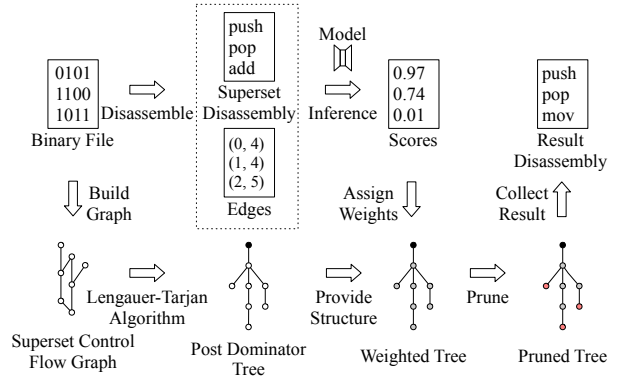 push
pop
add
Model
0101
1100
1011
Disassemble
Superset
Disassembly
Inference
0.97
0.74
0.01
push
pop
mov
Binary File
(0, 4)
(1, 4)
(2, 5)
Scores
Result
Disassembly
Build
Graph
Edges
Assign
Weights
Collect
Result
Lengauer-Tarjan
Algorithm
Provide
Structure
Prune
Superset Control
Flow Graph
Post Dominator
Tree
Weighted Tree
Pruned Tree